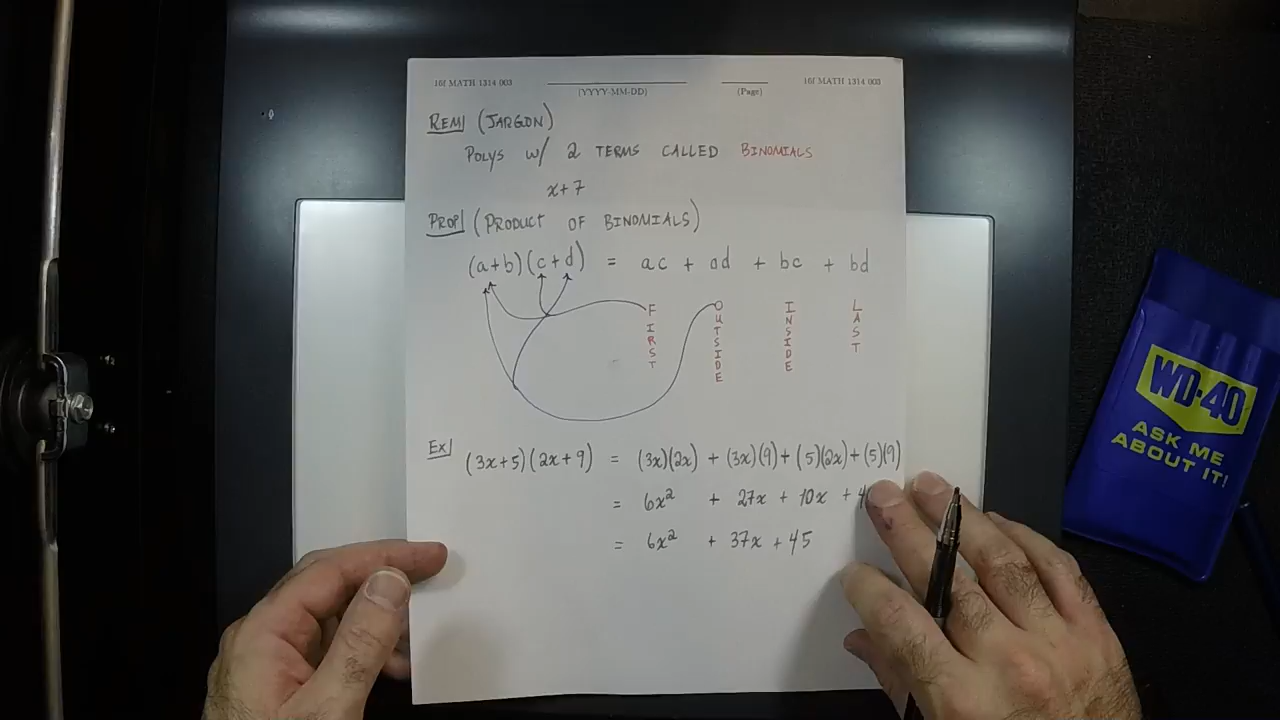 16f MATH 1314 003 (YYYY-MM-DD) (Page) 16f MATH 1314 003
REM (JARGON)
POLYS W/ 2 TERMS CALLED BINOMIALS
x+7
PROP (PRODUCT OF BINOMIALS)
(a+b)(c+d) = ac + ad + bc + bd
FIRST OUTSIDE INSIDE LAST
Ex (3x+5)(2x+9) = (3x)(2x) + (3x)(9) + (5)(2x) + (5)(9)
= 6x² + 27x + 10x + 4
= 6x² + 37x + 45
WD-40
ASK ME
ABOUT IT!